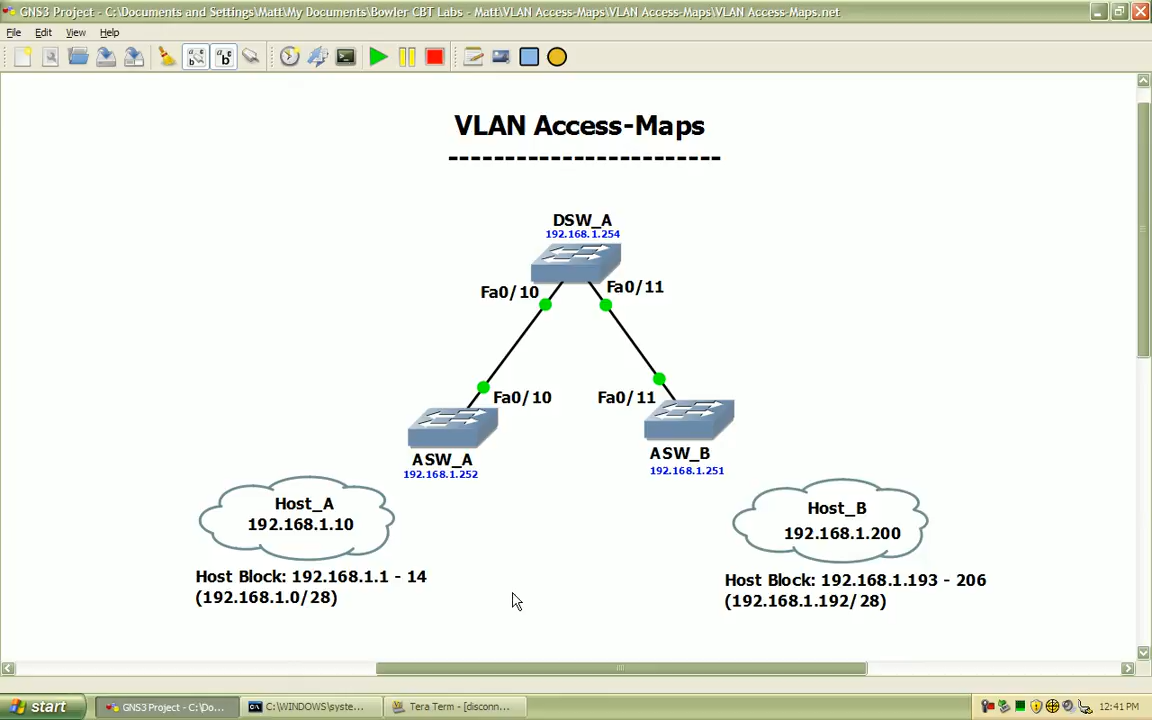 GNS3 Project - C:\Documents and Settings\Matt\My Documents\Bowler CBT Labs - Matt\VLAN Access-Maps\VLAN Access-Maps\VLAN Access-Maps.net
File Edit View Help
VLAN Access-Maps
------------------------
DSW_A
192.168.1.254
Fa0/10
Fa0/11
Fa0/10
Fa0/11
ASW_A
192.168.1.252
ASW_B
192.168.1.251
Host_A
192.168.1.10
Host_B
192.168.1.200
Host Block: 192.168.1.1 - 14
(192.168.1.0/28)
Host Block: 192.168.1.193 - 206
(192.168.1.192/28)
start
GNS3 Project - C:\Do...
C:\WINDOWS\syste...
Tera Term - [disconn...
12:41 PM